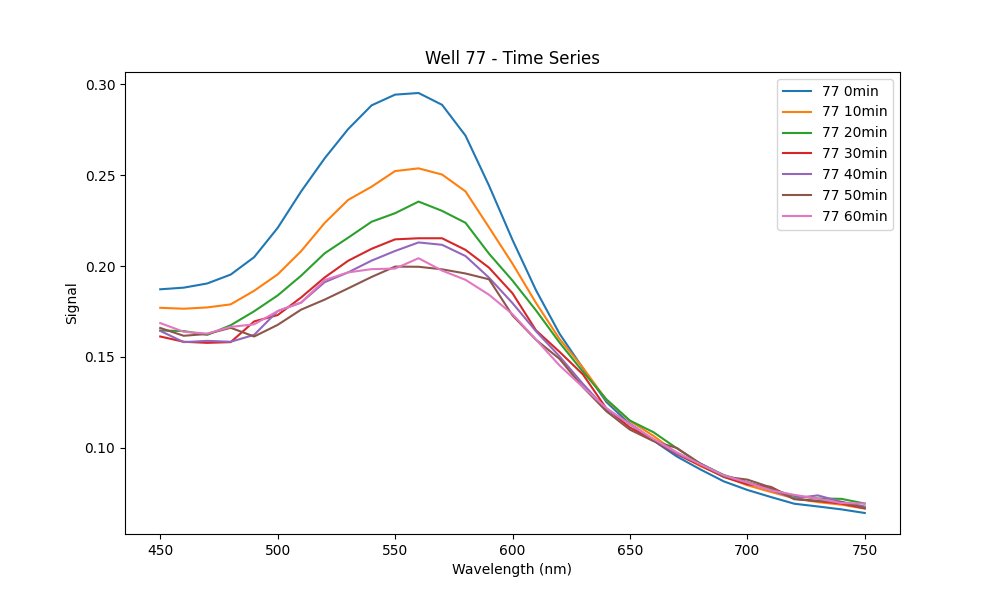 Well 77 - Time Series
Signal
0.30
0.25
0.20
0.15
0.10
77 0min
77 10min
77 20min
77 30min
77 40min
77 50min
77 60min
450 500 550 600 650 700 750
Wavelength (nm)